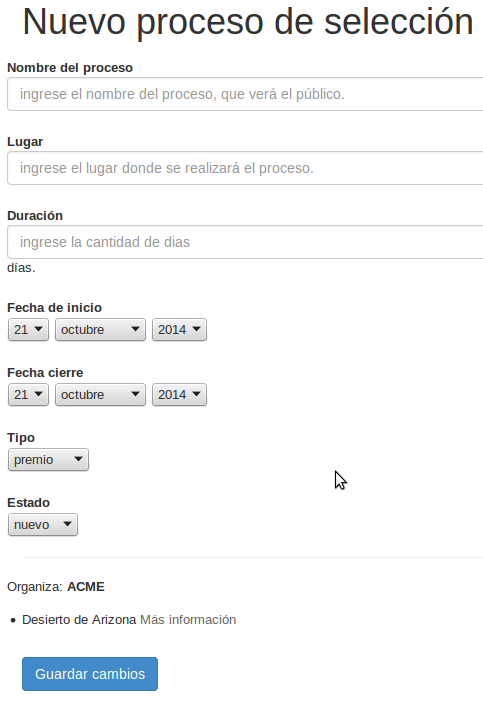 Nuevo proceso de selección
Nombre del proceso
ingrese el nombre del proceso, que verá el público.
Lugar
ingrese el lugar donde se realizará el proceso.
Duración
ingrese la cantidad de dias
días.
Fecha de inicio
21 octubre 2014
Fecha cierre
21 octubre 2014
Tipo
premio
Estado
nuevo
Organiza: ACME
• Desierto de Arizona Más información
Guardar cambios